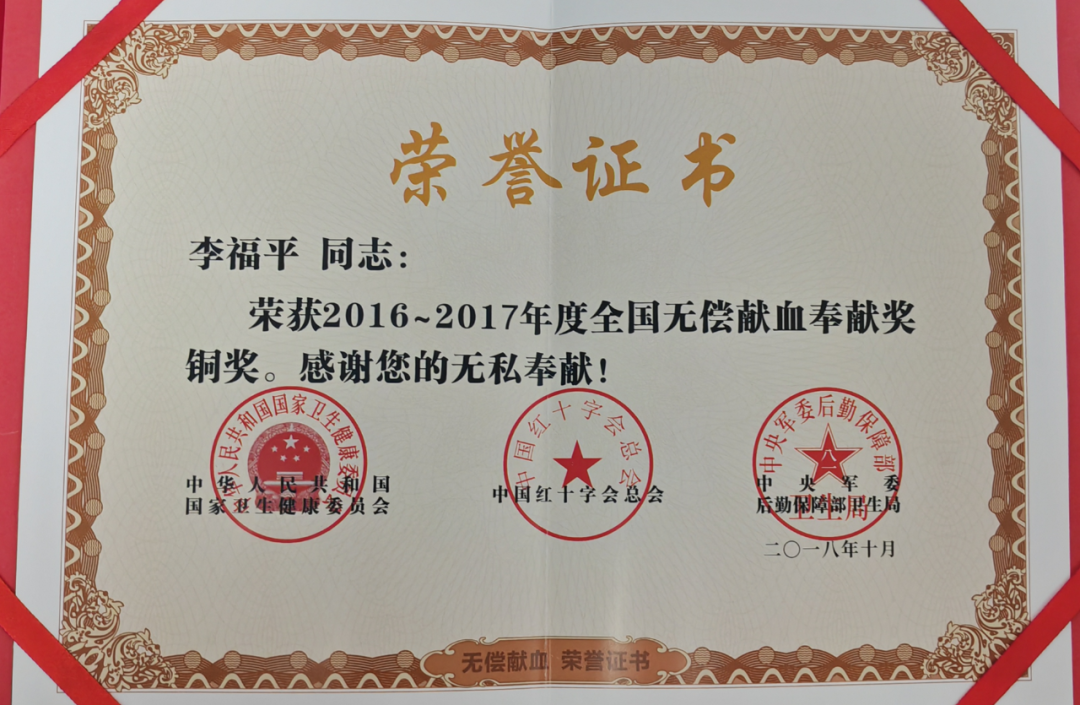 荣誉证书
李福平 同志：
荣获2016~2017年度全国无偿献血奉献奖
铜奖。感谢您的无私奉献！
中华人民共和国国家卫生健康委员会
中华人民共和国
国家卫生健康委员会
中国红十字会总会
中国红十字会总会
中央军委后勤保障部
卫生局
八一
中央军委
后勤保障部卫生局
二〇一八年十月
无偿献血 荣誉证书